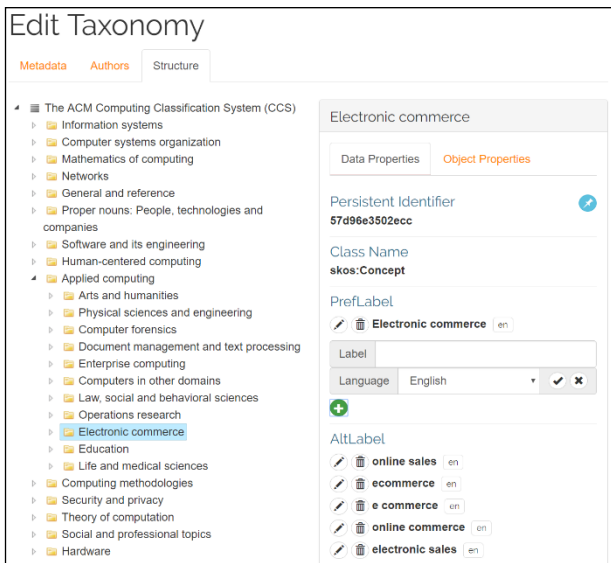 Edit Taxonomy
Metadata Authors Structure
The ACM Computing Classification System (CCS)
Information systems
Computer systems organization
Mathematics of computing
Networks
General and reference
Proper nouns: People, technologies and
companies
Software and its engineering
Human-centered computing
Applied computing
Arts and humanities
Physical sciences and engineering
Computer forensics
Document management and text processing
Enterprise computing
Computers in other domains
Law, social and behavioral sciences
Operations research
Electronic commerce
Education
Life and medical sciences
Computing methodologies
Security and privacy
Theory of computation
Social and professional topics
Hardware
Electronic commerce
Data Properties Object Properties
Persistent Identifier
57d96e3502ecc
Class Name
skos:Concept
PrefLabel
Electronic commerce en
Label
Language English
AltLabel
online sales en
ecommerce en
e commerce en
online commerce en
electronic sales en